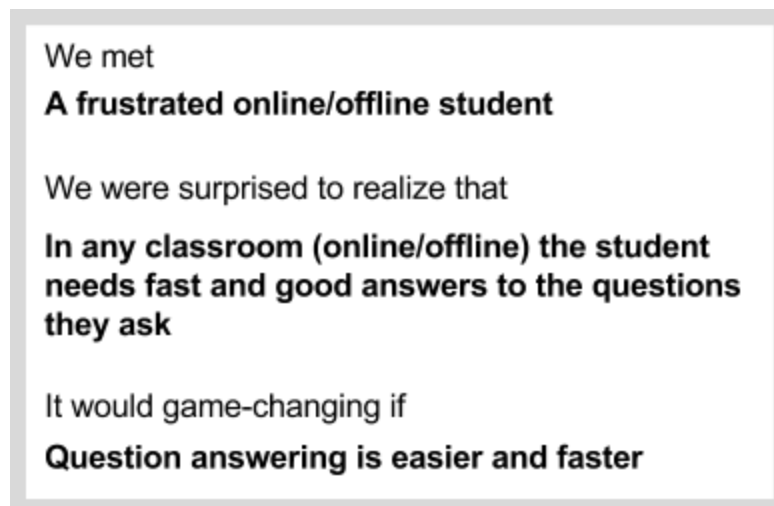 We met
A frustrated online/offline student
We were surprised to realize that
In any classroom (online/offline) the student
needs fast and good answers to the questions
they ask
It would game-changing if
Question answering is easier and faster